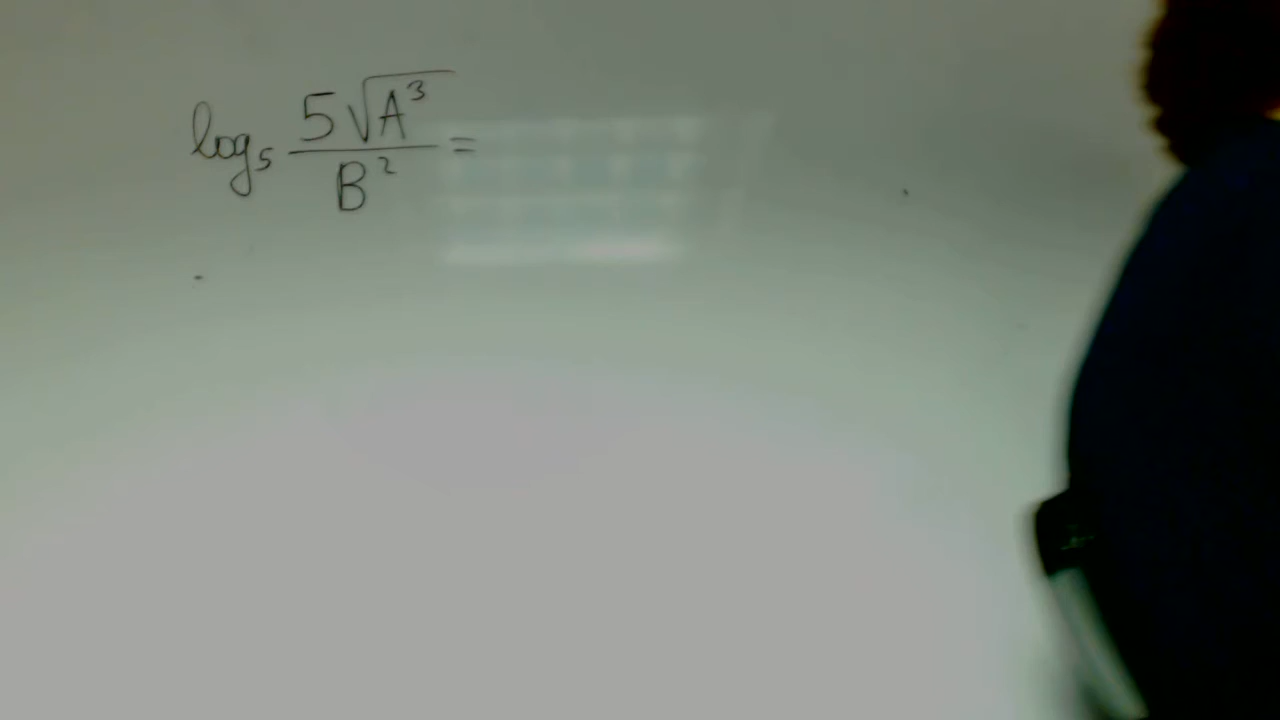 log₅ 5√A³ / B² =